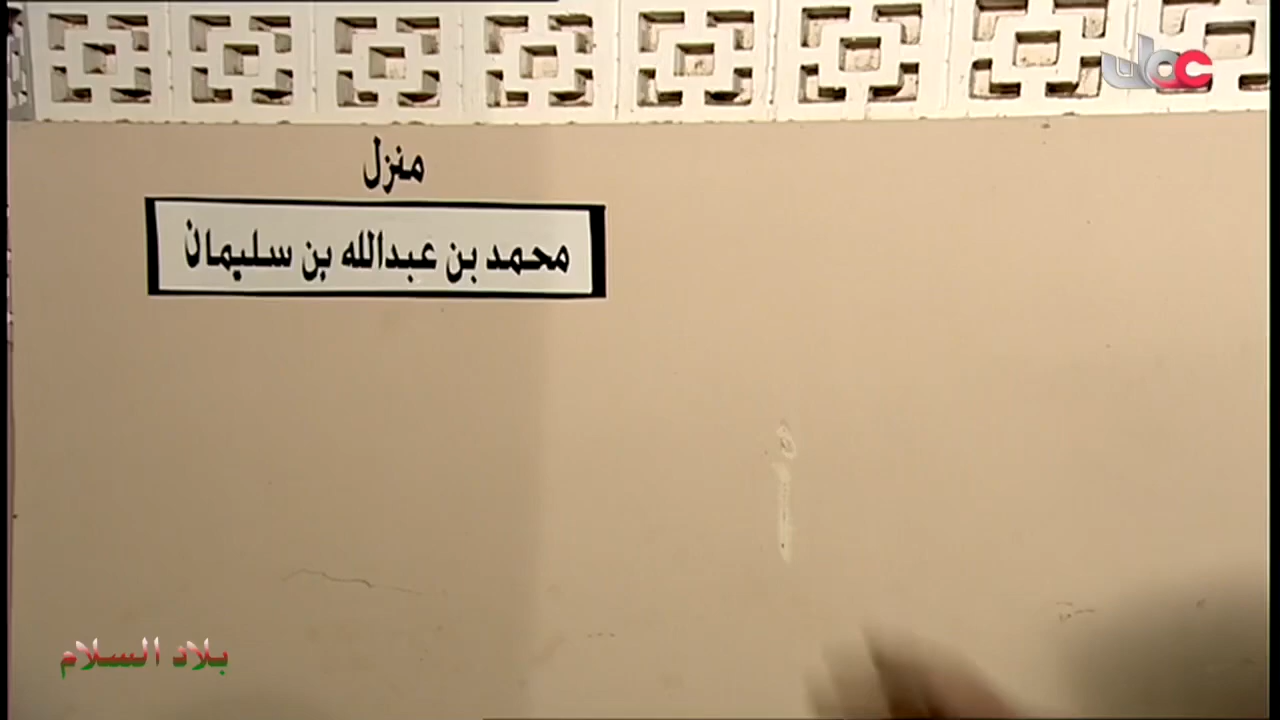 منزل
محمد بن عبدالله بن سليمان
بلاد السلام